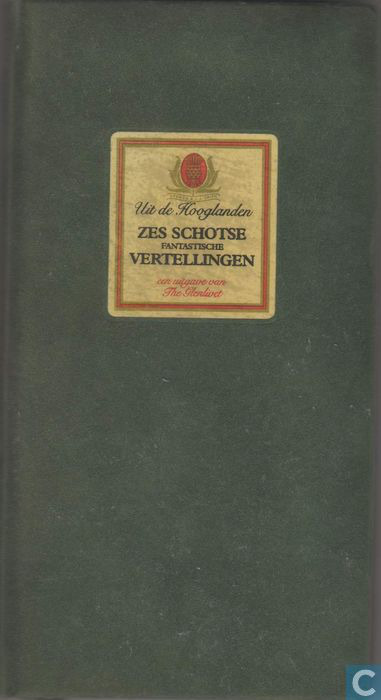 Uit de Hooglanden
ZES SCHOTSE
FANTASTISCHE
VERTELLINGEN
een uitgave van
The Glenlivet
C